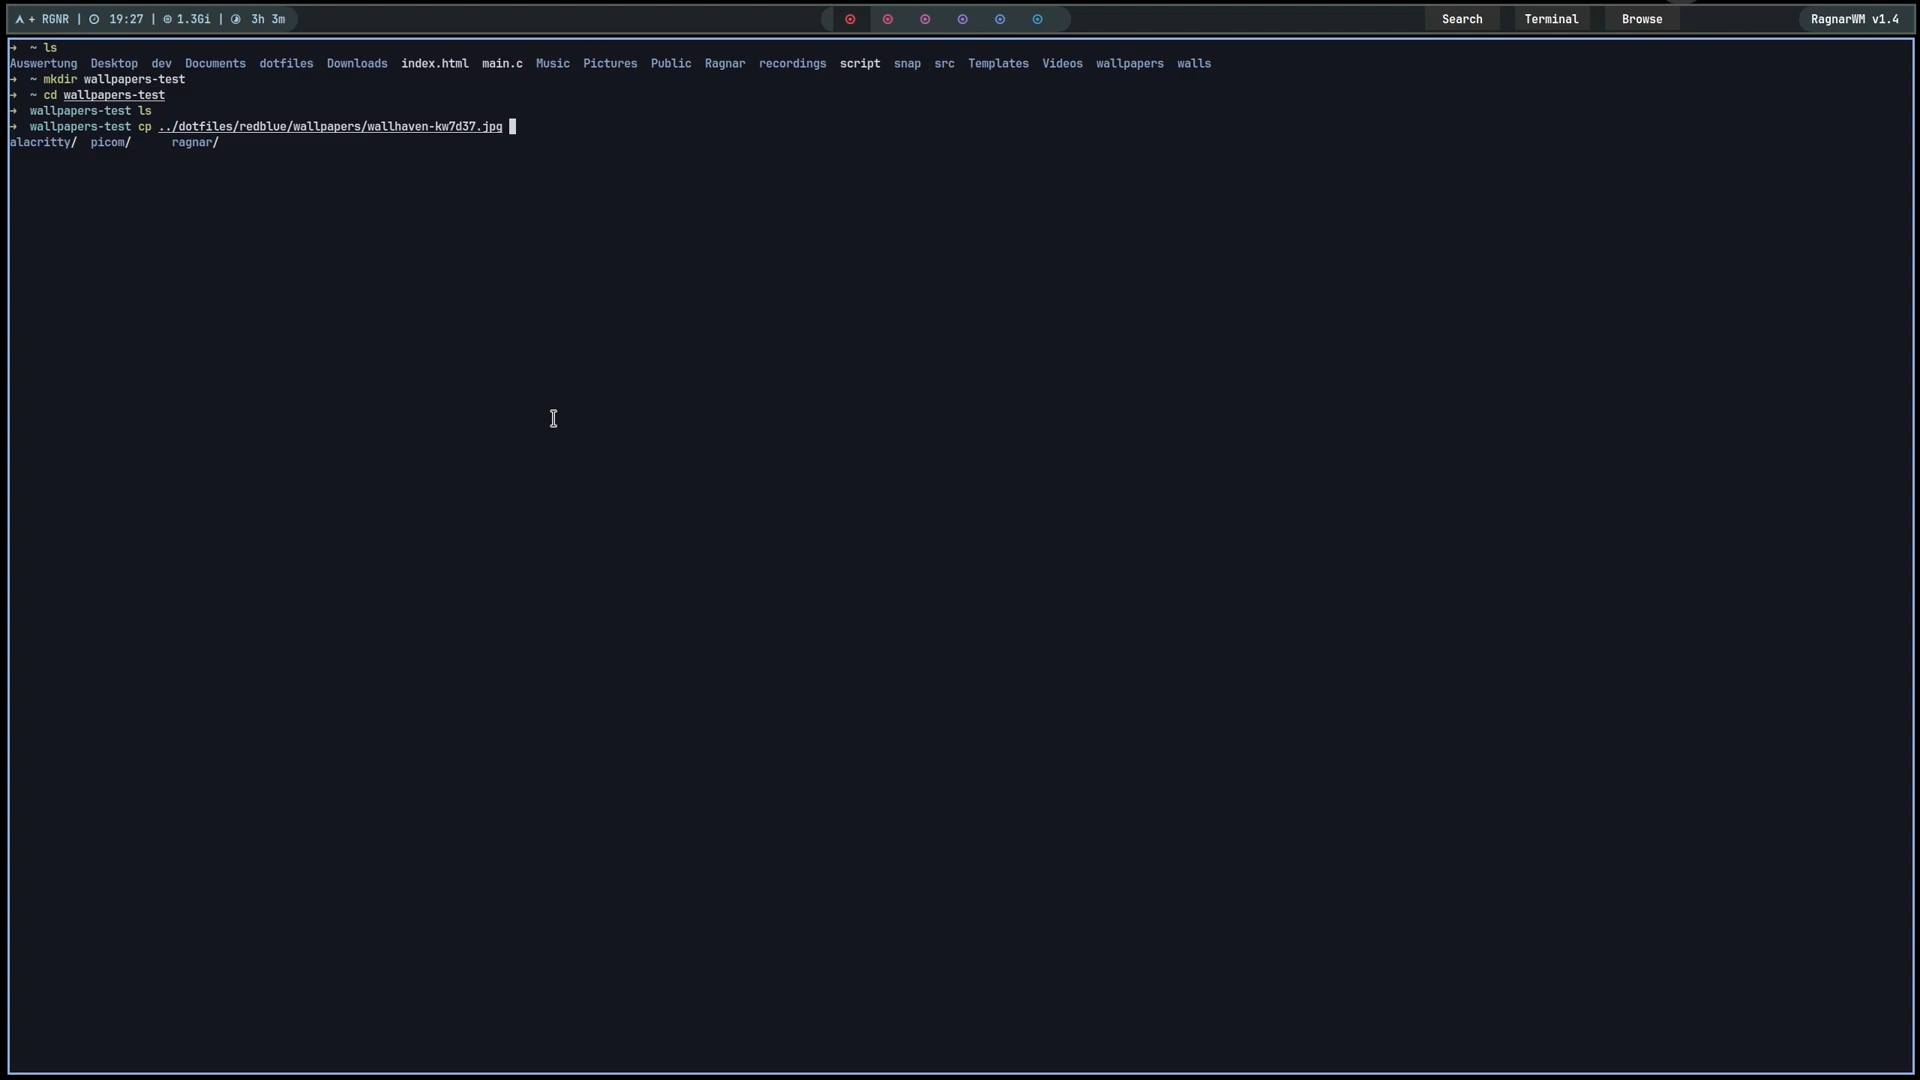 + RGNR | 19:27 | 1.3Gi | 3h 3m
Search Terminal Browse RagnarWM v1.4
→ ~ ls
Auswertung Desktop dev Documents dotfiles Downloads index.html main.c Music Pictures Public Ragnar recordings script snap src Templates Videos wallpapers walls
→ ~ mkdir wallpapers-test
→ ~ cd wallpapers-test
→ wallpapers-test ls
→ wallpapers-test cp ../dotfiles/redblue/wallpapers/wallhaven-kw7d37.jpg
alacritty/ picom/ ragnar/